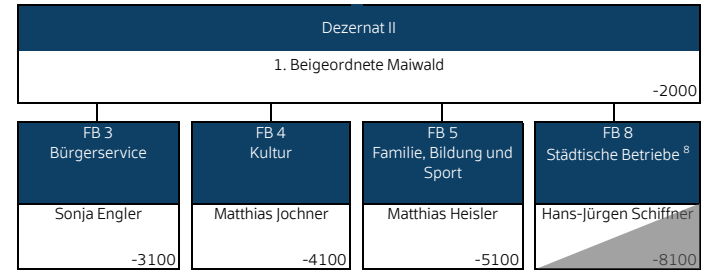 Dezernat II
1. Beigeordnete Maiwald
-2000
FB 3
Bürgerservice
Sonja Engler
-3100
FB 4
Kultur
Matthias Jochner
-4100
FB 5
Familie, Bildung und
Sport
Matthias Heisler
-5100
FB 8
Städtische Betriebe ⁸
Hans-Jürgen Schiffner
-8100